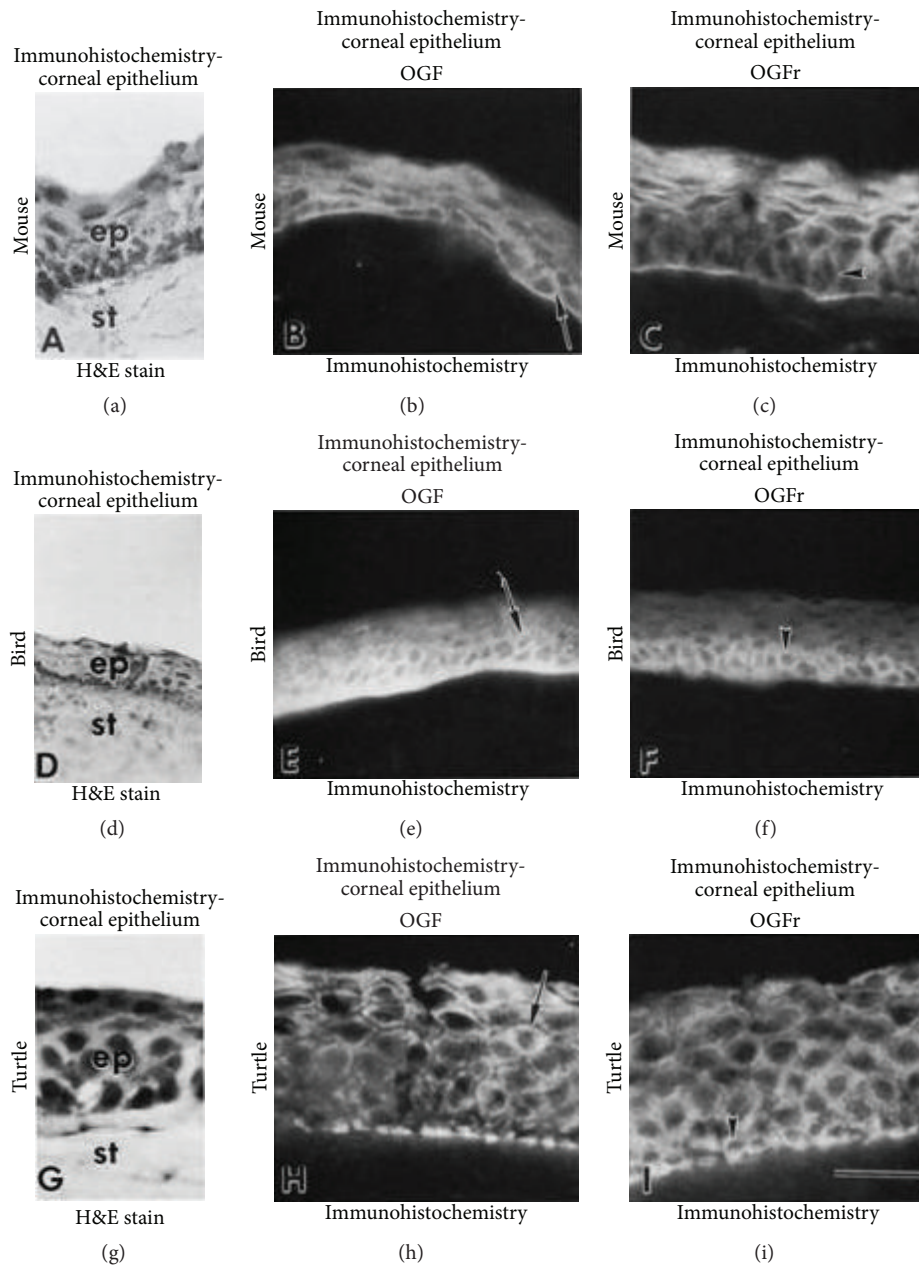 Immunohistochemistry-
corneal epithelium
Mouse
ep
st
A
H&E stain
(a)
Immunohistochemistry-
corneal epithelium
OGF
Mouse
B
Immunohistochemistry
(b)
Immunohistochemistry-
corneal epithelium
OGFr
Mouse
C
Immunohistochemistry
(c)
Immunohistochemistry-
corneal epithelium
Bird
ep
st
D
H&E stain
(d)
Immunohistochemistry-
corneal epithelium
OGF
Bird
E
Immunohistochemistry
(e)
Immunohistochemistry-
corneal epithelium
OGFr
Bird
F
Immunohistochemistry
(f)
Immunohistochemistry-
corneal epithelium
Turtle
ep
st
G
H&E stain
(g)
Immunohistochemistry-
corneal epithelium
OGF
Turtle
H
Immunohistochemistry
(h)
Immunohistochemistry-
corneal epithelium
OGFr
Turtle
I
Immunohistochemistry
(i)